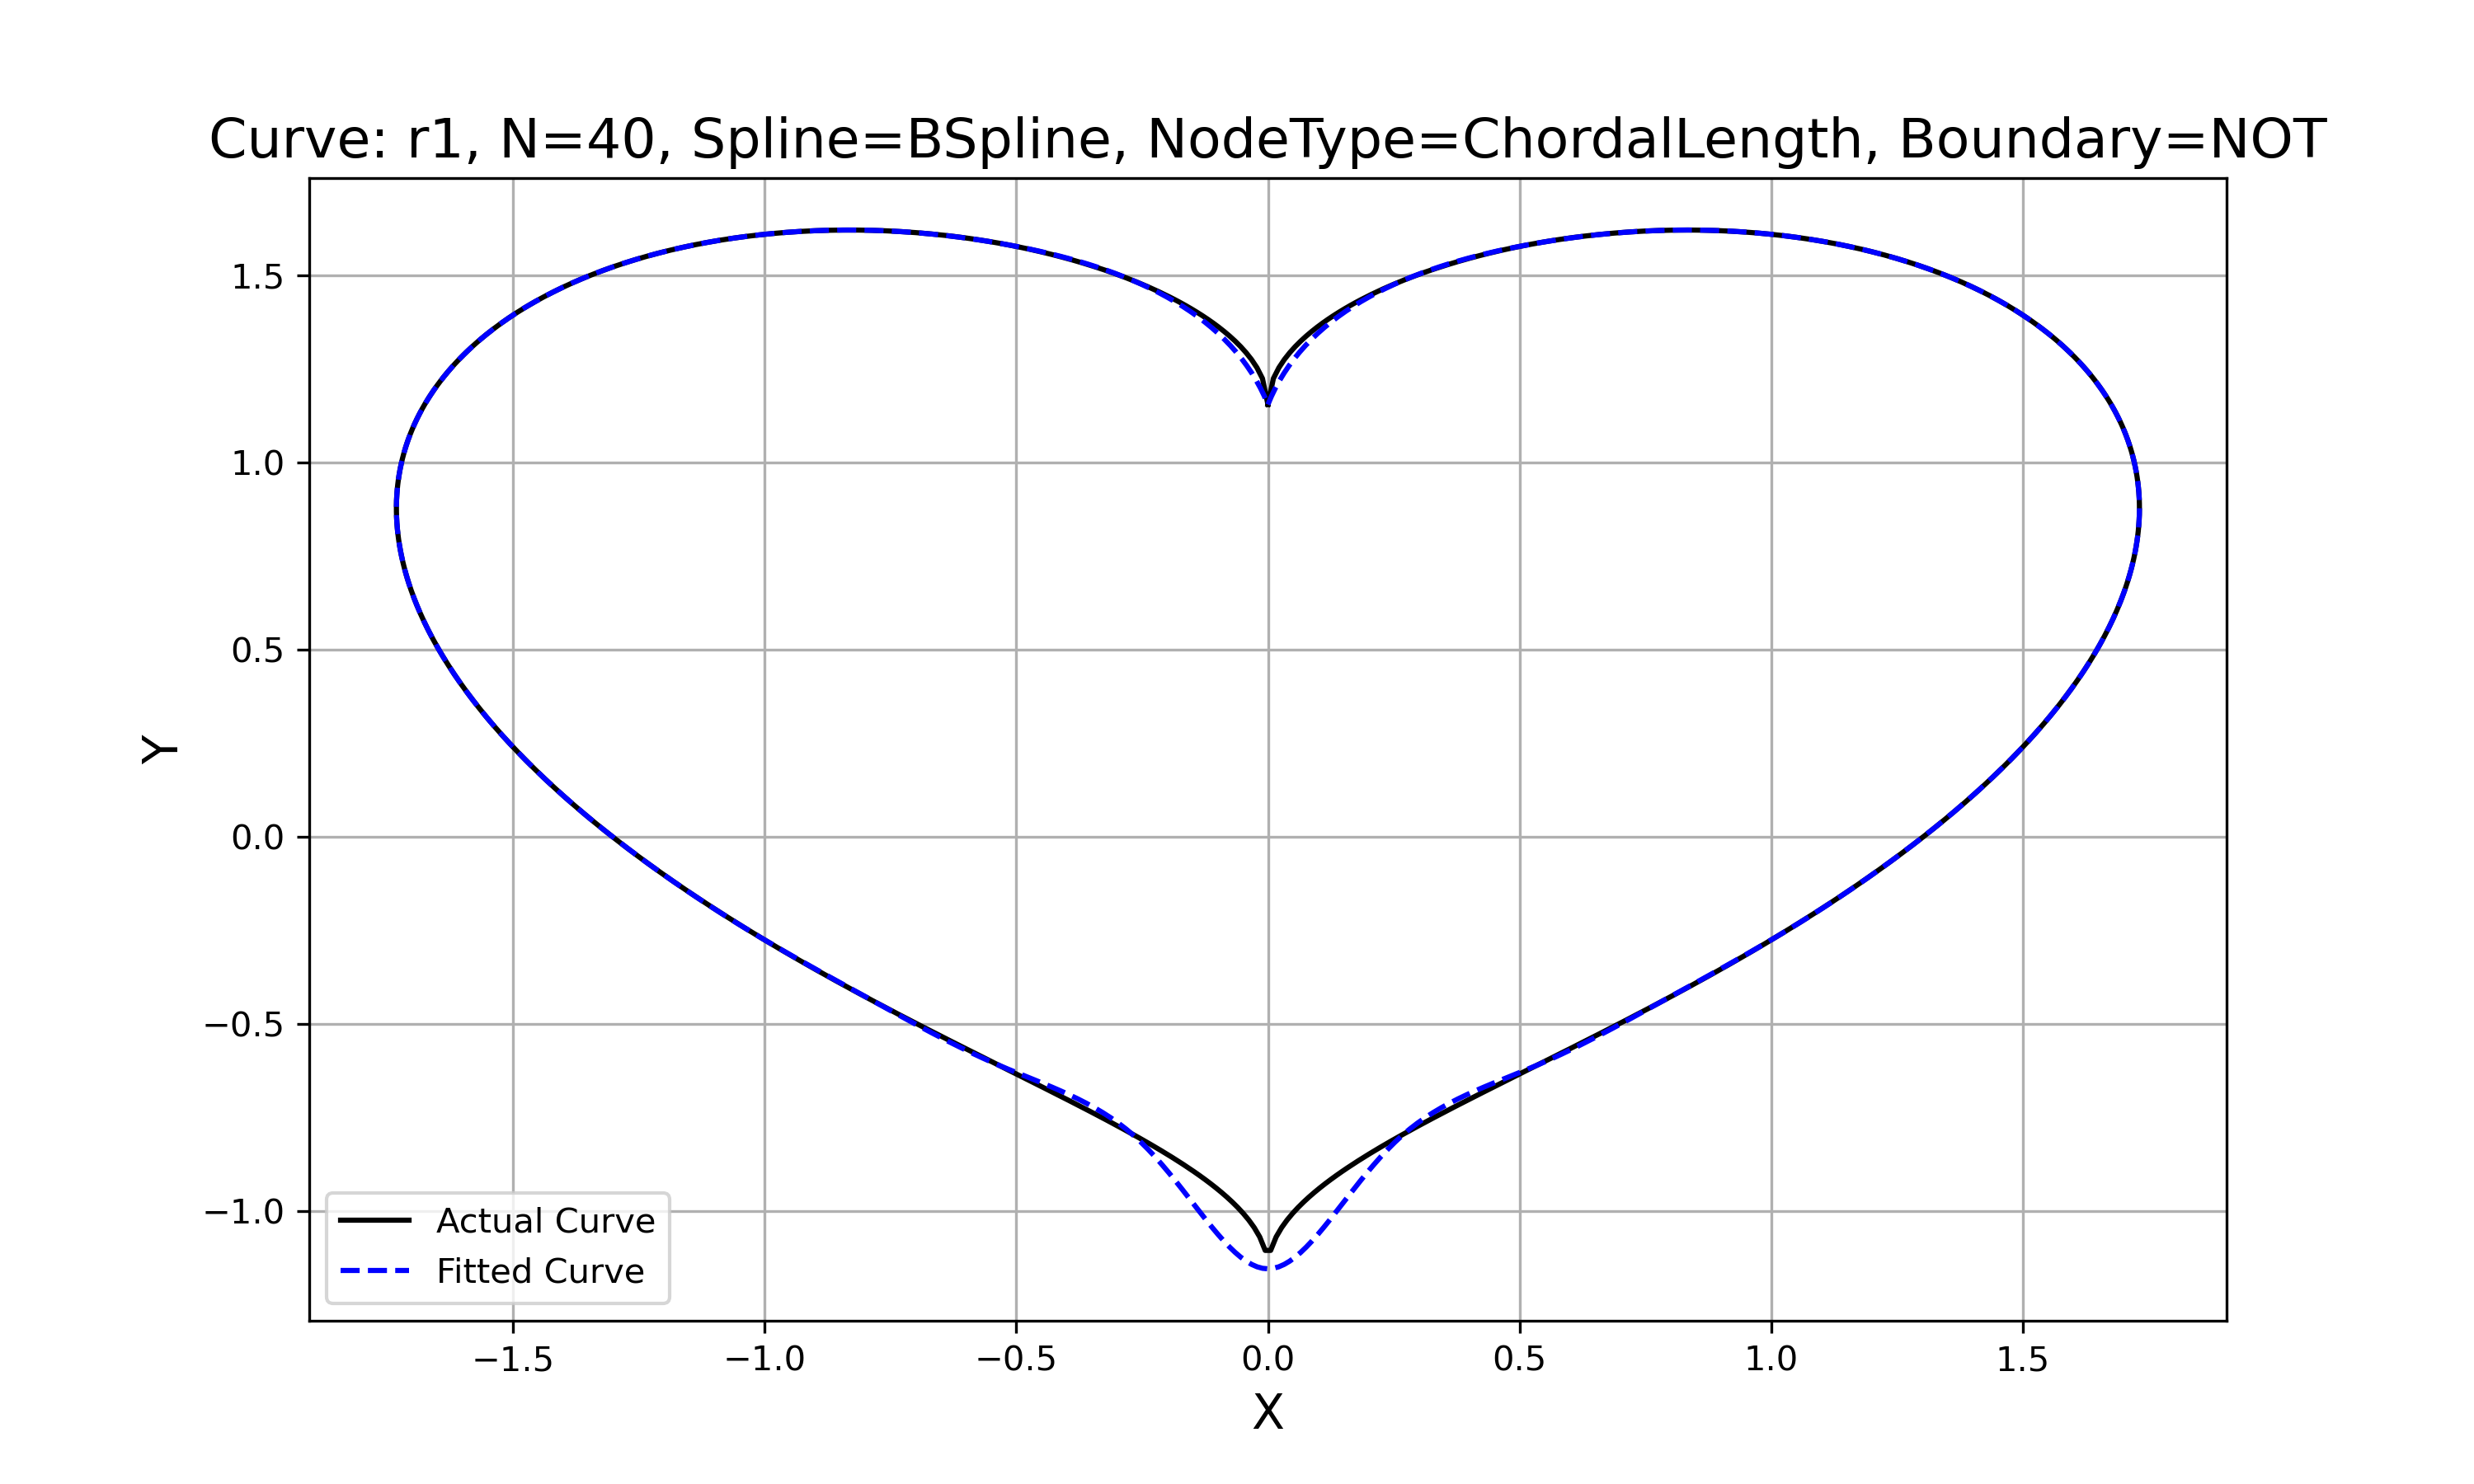 Curve: r1, N=40, Spline=BSpline, NodeType=ChordalLength, Boundary=NOT
1.5
1.0
0.5
0.0
−0.5
−1.0
Y
Actual Curve
Fitted Curve
−1.5
−1.0
−0.5
0.0
0.5
1.0
1.5
X